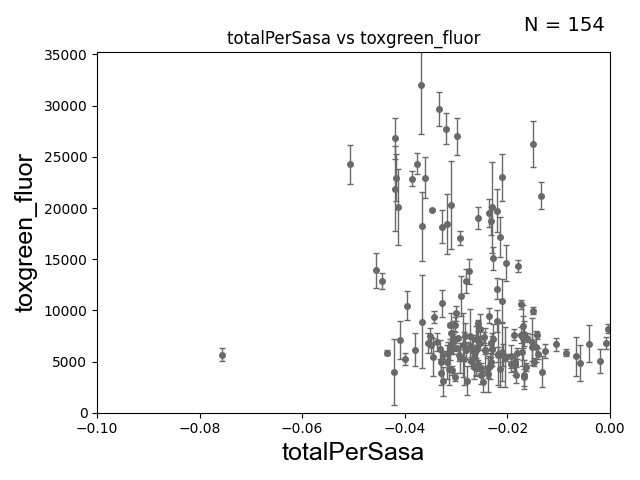 N = 154
totalPerSasa vs toxgreen_fluor
35000
30000
25000
20000
15000
10000
5000
0
toxgreen_fluor
−0.10 −0.08 −0.06 −0.04 −0.02 0.00
totalPerSasa